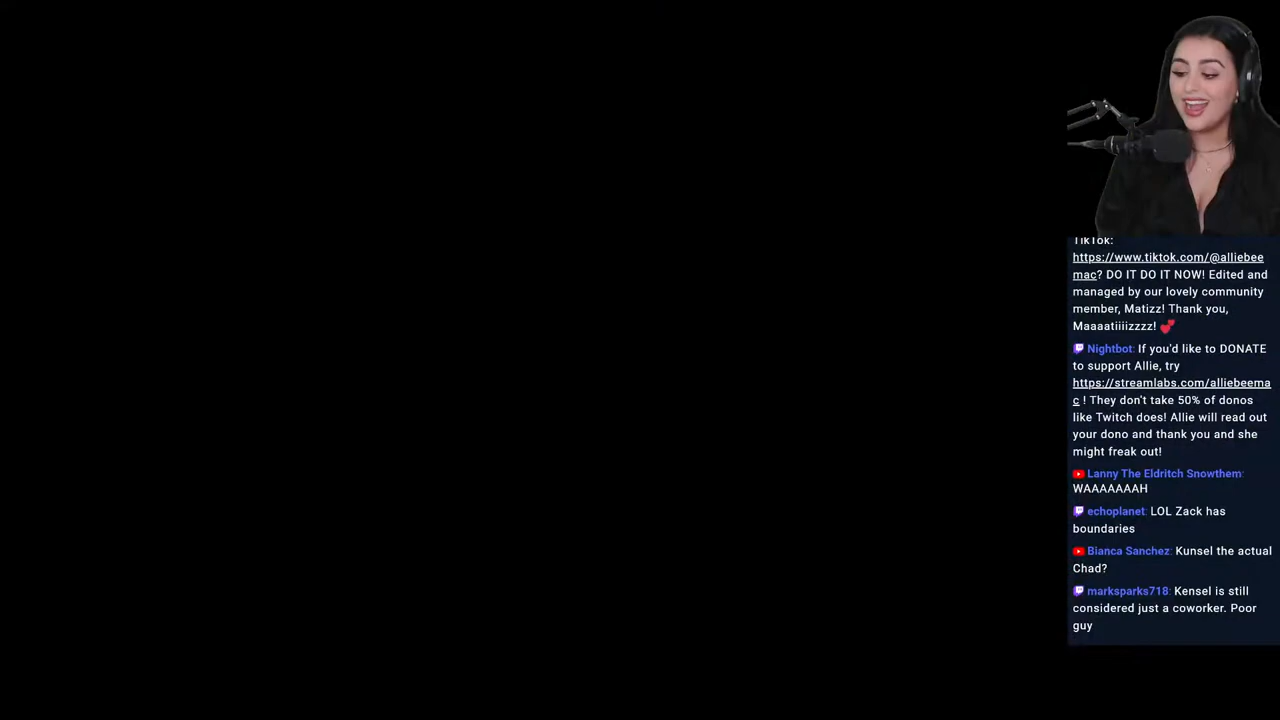 TikTok:
https://www.tiktok.com/@alliebee
mac? DO IT DO IT NOW! Edited and
managed by our lovely community
member, Matizz! Thank you,
Maaaatiiiizzzz! 💕
Nightbot: If you'd like to DONATE
to support Allie, try
https://streamlabs.com/alliebeema
c ! They don't take 50% of donos
like Twitch does! Allie will read out
your dono and thank you and she
might freak out!
Lanny The Eldritch Snowthem:
WAAAAAAAH
echoplanet: LOL Zack has
boundaries
Bianca Sanchez: Kunsel the actual
Chad?
marksparks718: Kensel is still
considered just a coworker. Poor
guy